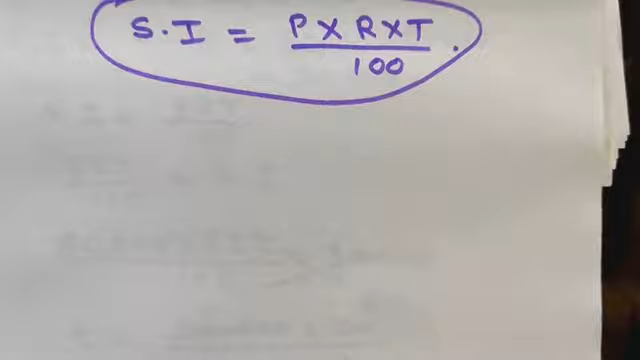 S.I = P X R X T / 100 .